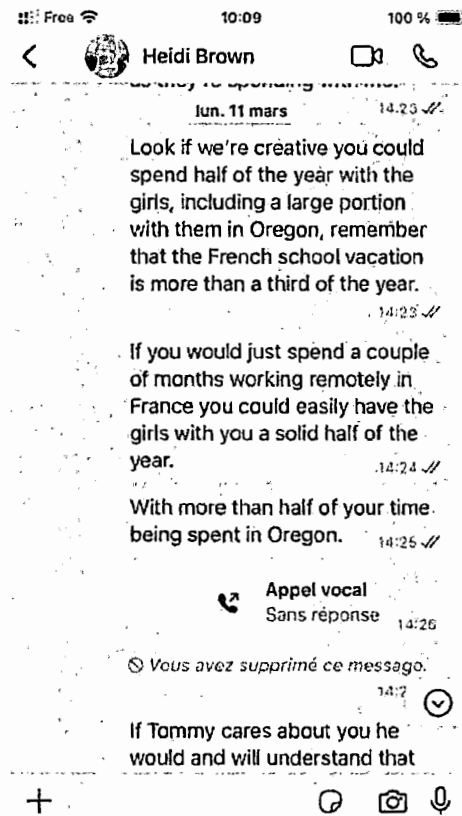 Free
10:09
100 %
Heidi Brown
lun. 11 mars
14:23
Look if we're creative you could
spend half of the year with the
girls, including a large portion
with them in Oregon, remember
that the French school vacation
is more than a third of the year.
14:23
If you would just spend a couple
of months working remotely in
France you could easily have the
girls with you a solid half of the
year.
14:24
With more than half of your time
being spent in Oregon.
14:25
Appel vocal
Sans réponse
14:26
Vous avez supprimé ce message.
If Tommy cares about you he
would and will understand that